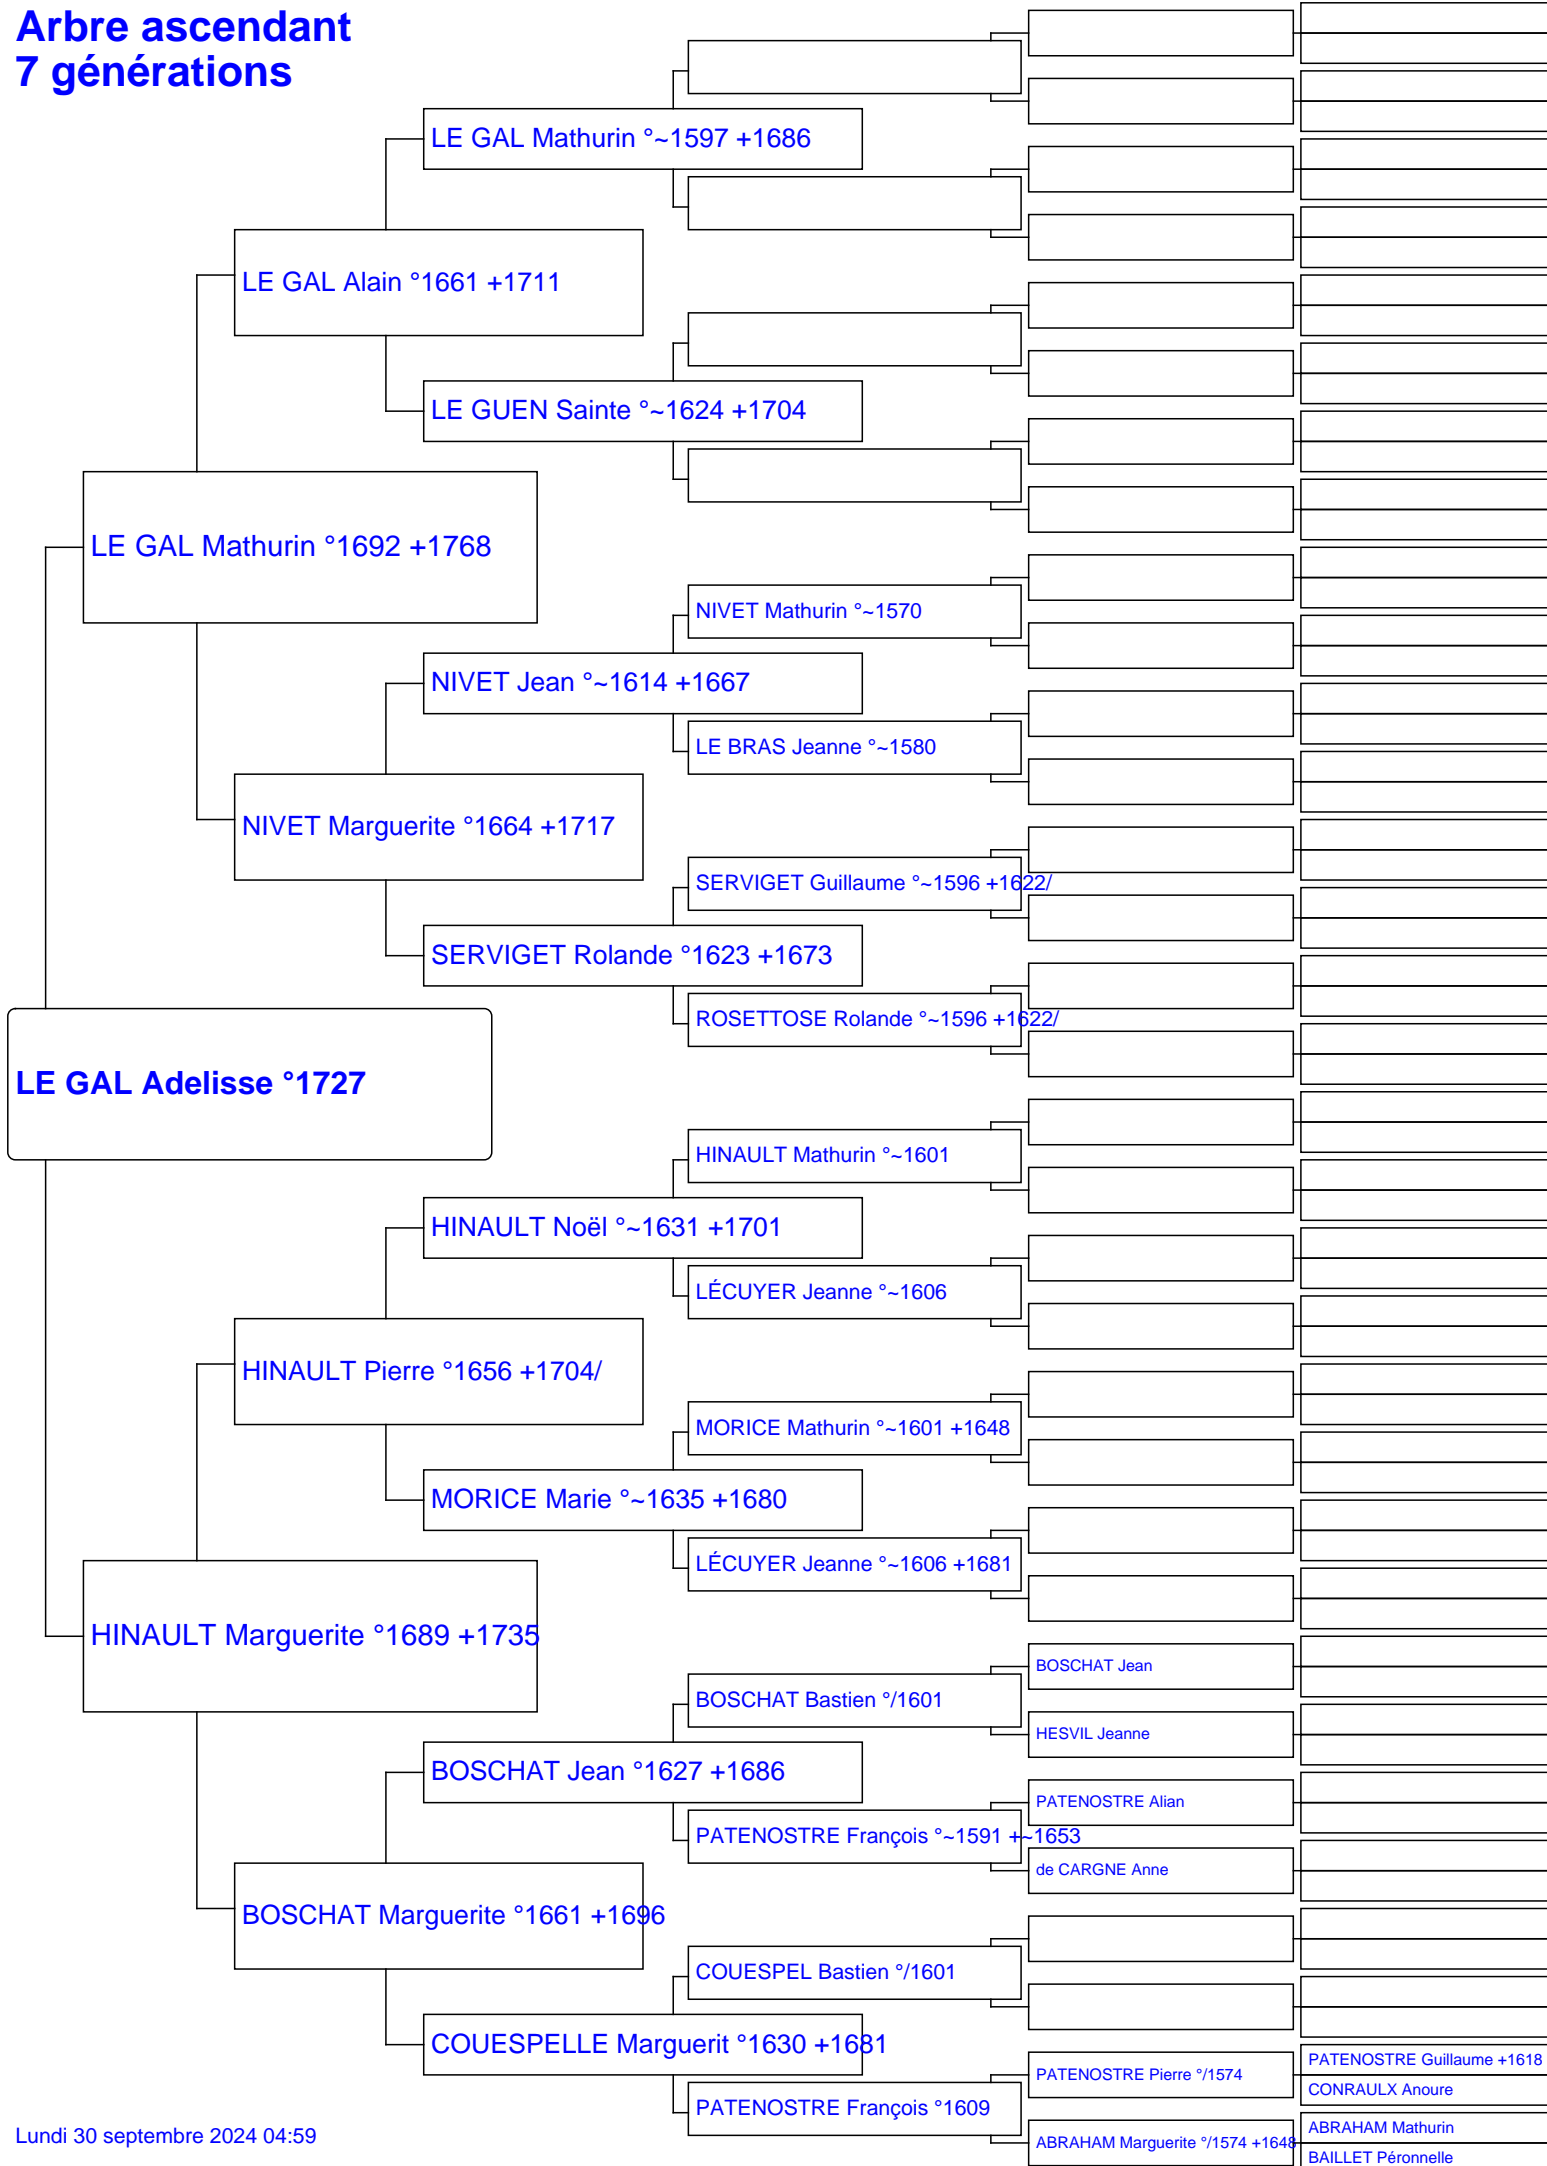 Arbre ascendant
7 générations
LE GAL Mathurin °~1597 +1686
LE GAL Alain °1661 +1711
LE GUEN Sainte °~1624 +1704
LE GAL Mathurin °1692 +1768
NIVET Mathurin °~1570
NIVET Jean °~1614 +1667
LE BRAS Jeanne °~1580
NIVET Marguerite °1664 +1717
SERVIGET Guillaume °~1596 +1622/
SERVIGET Rolande °1623 +1673
ROSETTOSE Rolande °~1596 +1622/
LE GAL Adelisse °1727
HINAULT Mathurin °~1601
HINAULT Noël °~1631 +1701
LÉCUYER Jeanne °~1606
HINAULT Pierre °1656 +1704/
MORICE Mathurin °~1601 +1648
MORICE Marie °~1635 +1680
LÉCUYER Jeanne °~1606 +1681
HINAULT Marguerite °1689 +1735
BOSCHAT Jean
BOSCHAT Bastien °/1601
HESVIL Jeanne
BOSCHAT Jean °1627 +1686
PATENOSTRE Alian
PATENOSTRE François °~1591 +~1653
de CARGNE Anne
BOSCHAT Marguerite °1661 +1696
COUESPEL Bastien °/1601
COUESPELLE Marguerit °1630 +1681
PATENOSTRE Guillaume +1618
PATENOSTRE Pierre °/1574
CONRAULX Anoure
PATENOSTRE François °1609
ABRAHAM Mathurin
ABRAHAM Marguerite °/1574 +1648
BAILLET Péronnelle
Lundi 30 septembre 2024 04:59